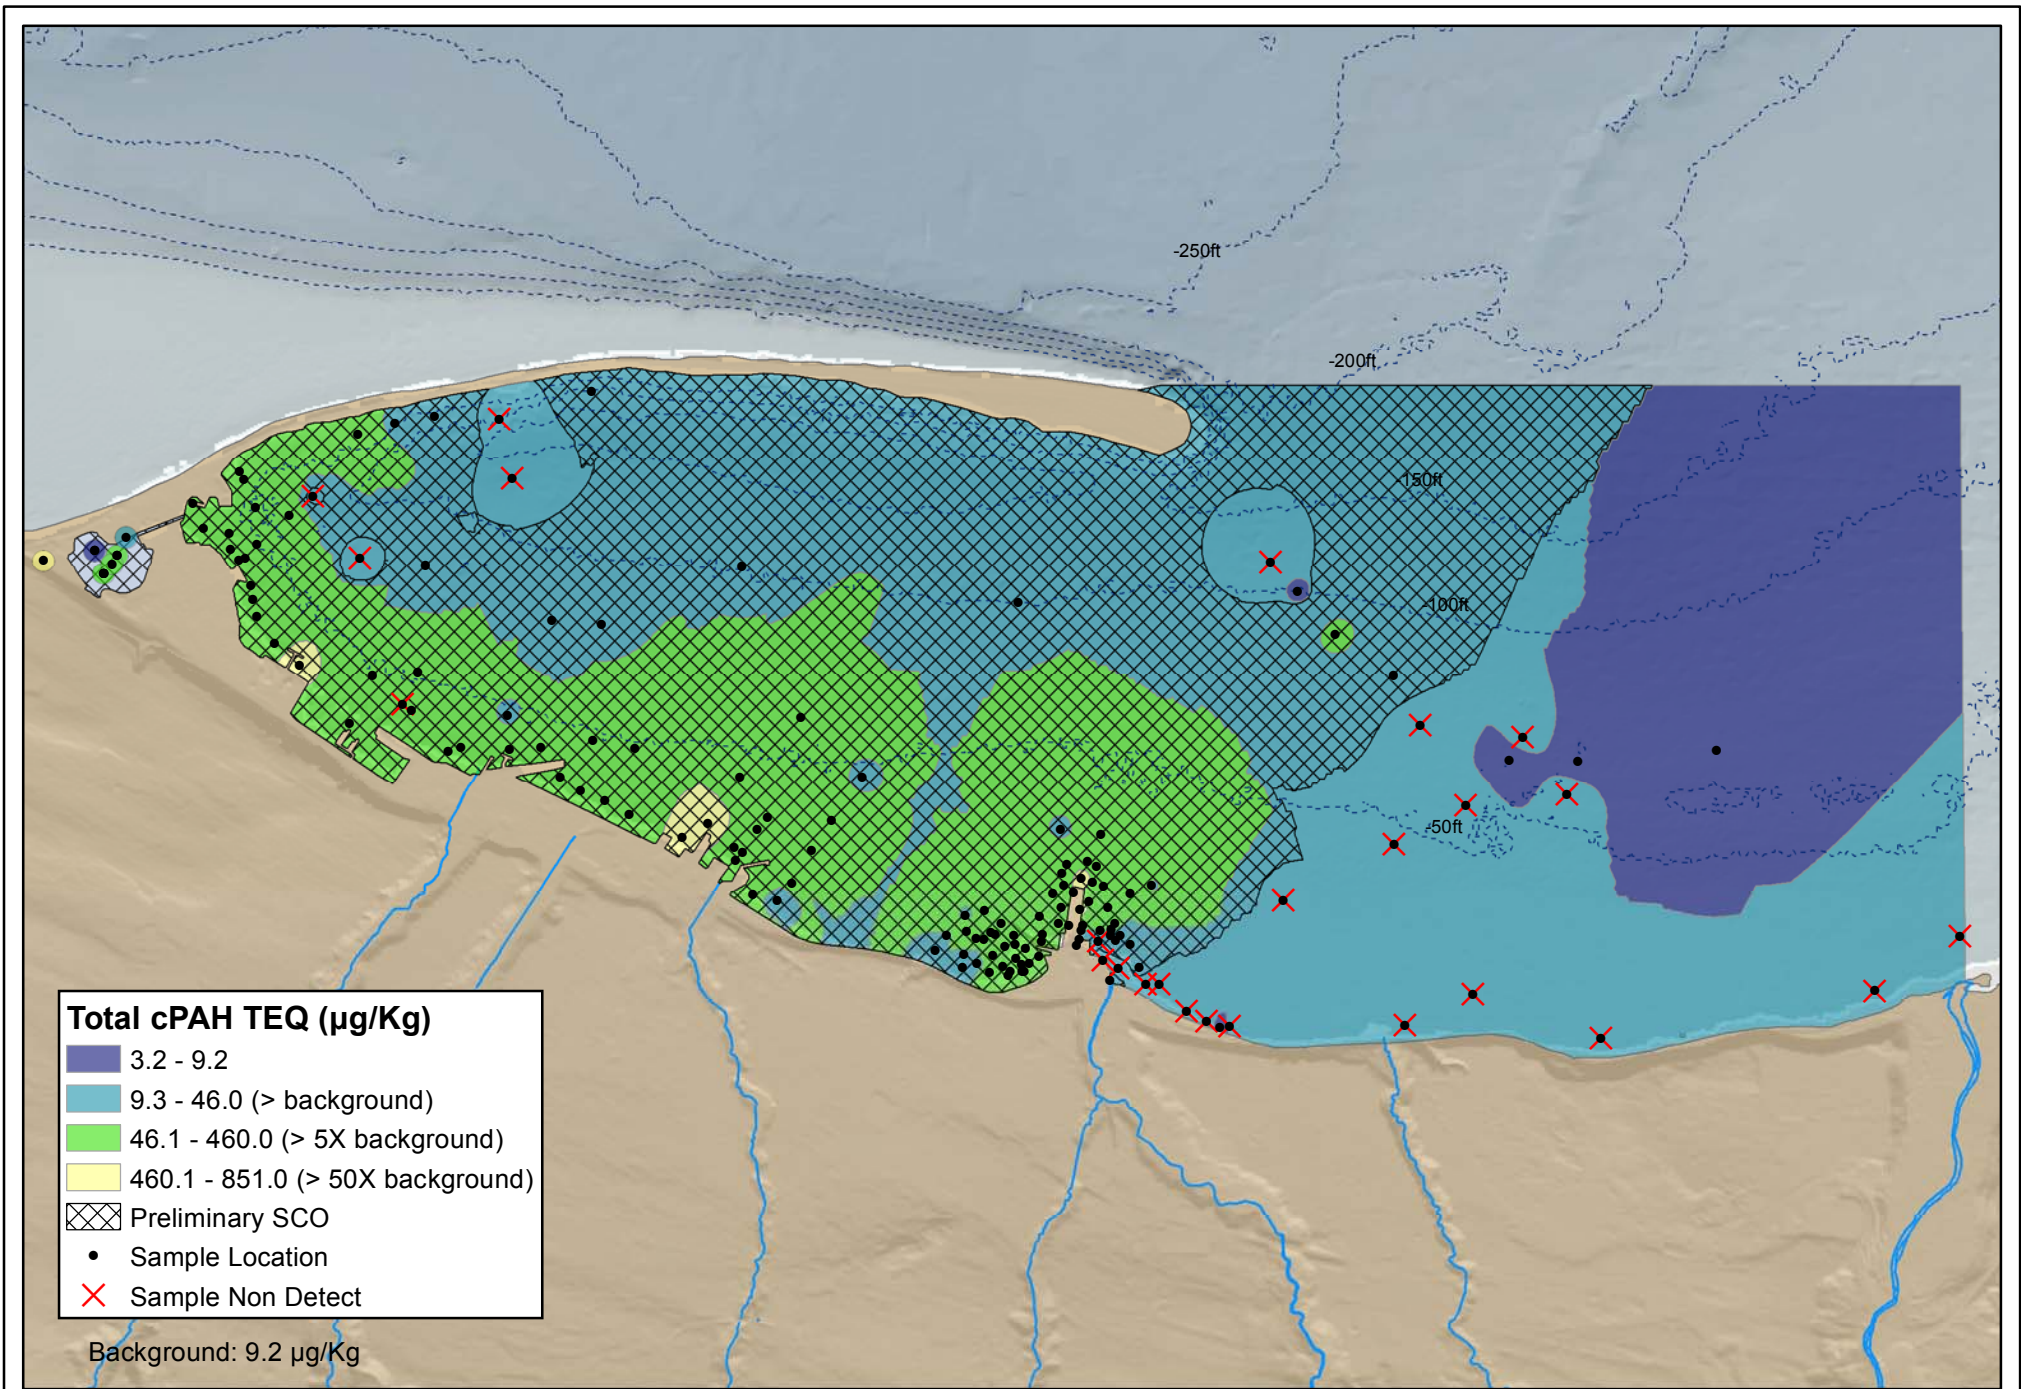 -250ft
-200ft
-150ft
-100ft
-50ft
Total cPAH TEQ (µg/Kg)
3.2 - 9.2
9.3 - 46.0 (> background)
46.1 - 460.0 (> 5X background)
460.1 - 851.0 (> 50X background)
Preliminary SCO
Sample Location
Sample Non Detect
Background: 9.2 µg/Kg